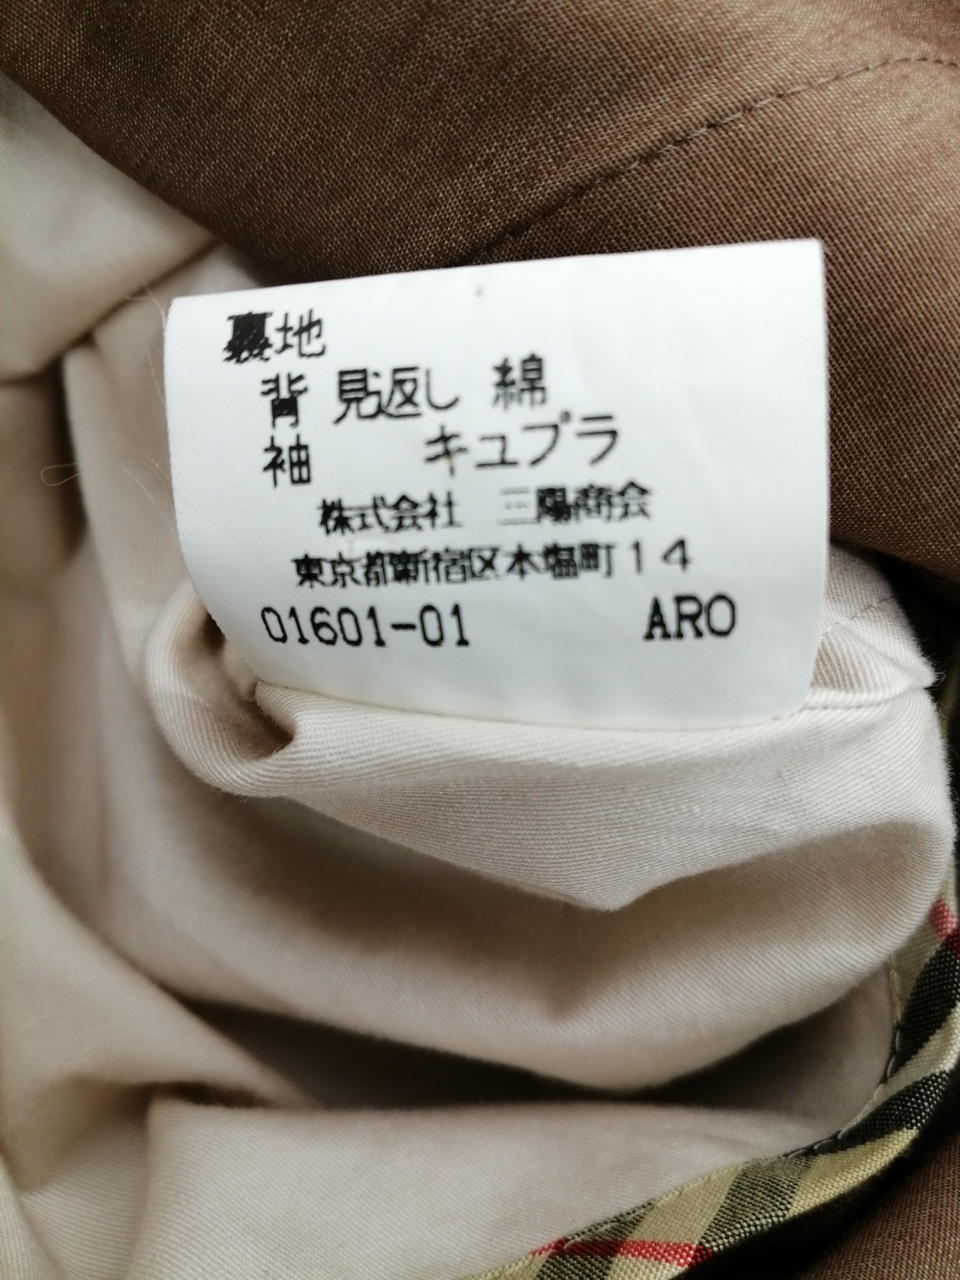 裏地
背 見返し 綿
袖 キュプラ
株式会社 三陽商会
東京都新宿区本塩町14
01601-01 ARO